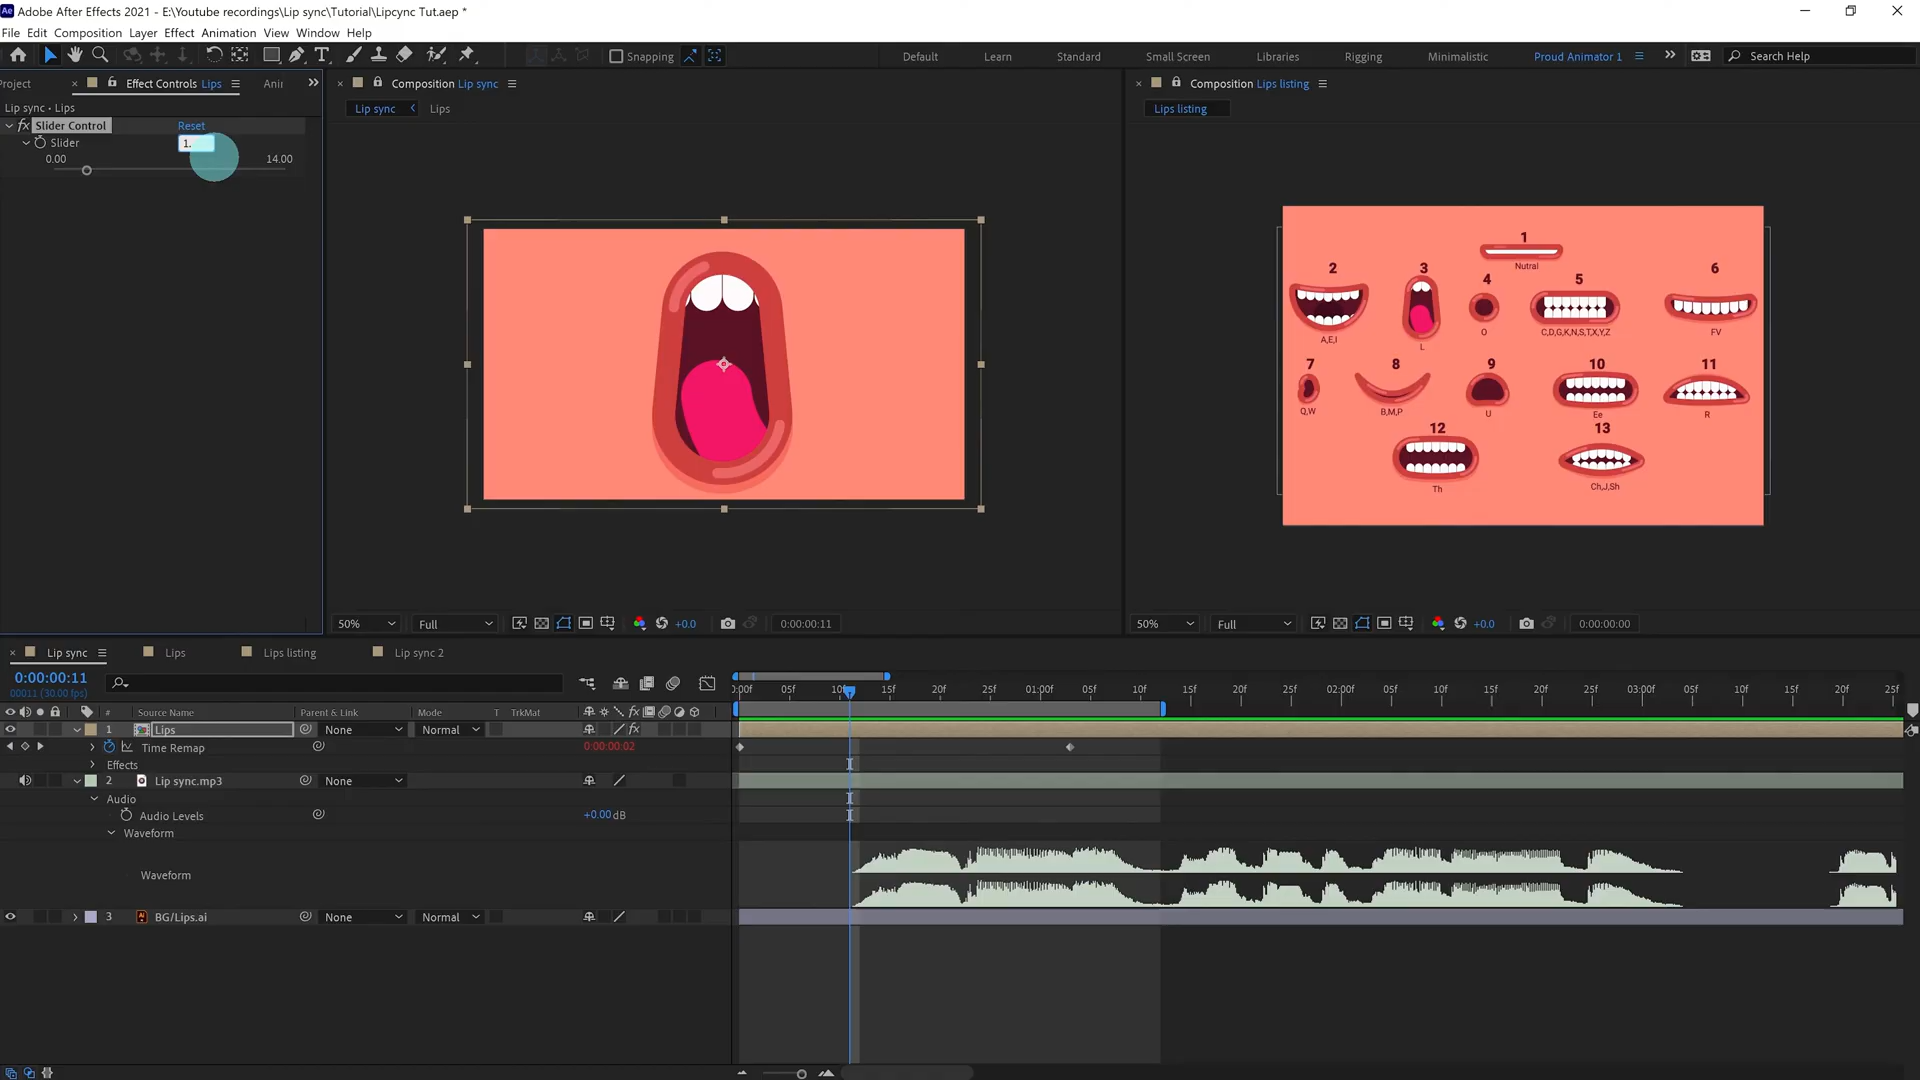 Ae Adobe After Effects 2021 - E:\Youtube recordings\Lip sync\Tutorial\Lipcync Tut.aep *
File Edit Composition Layer Effect Animation View Window Help
Snapping Default Learn Standard Small Screen Libraries Rigging Minimalistic Proud Animator 1 Search Help
Project Effect Controls Lips Ani
Composition Lip sync
Composition Lips listing
Lip sync • Lips
Lip sync Lips
Lips listing
fx Slider Control Reset
Slider 1.
0.00 14.00
1
Nutral
2
A,E,I
3
L
4
O
5
C,D,G,K,N,S,T,X,Y,Z
6
FV
7
Q,W
8
B,M,P
9
U
10
Ee
11
R
12
Th
13
Ch,J,Sh
50% Full +0.0 0:00:00:11
50% Full +0.0 0:00:00:00
Lip sync Lips Lips listing Lip sync 2
0:00:00:11
00011 (30.00 fps)
:00f 05f 10f 15f 20f 25f 01:00f 05f 10f 15f 20f 25f 02:00f 05f 10f 15f 20f 25f 03:00f 05f 10f 15f 20f 25f
# Source Name Parent & Link Mode T TrkMat fx
1 Lips None Normal fx
Time Remap 0:00:00:02
Effects
2 Lip sync.mp3 None
Audio
Audio Levels +0.00 dB
Waveform
Waveform
3 Ai BG/Lips.ai None Normal